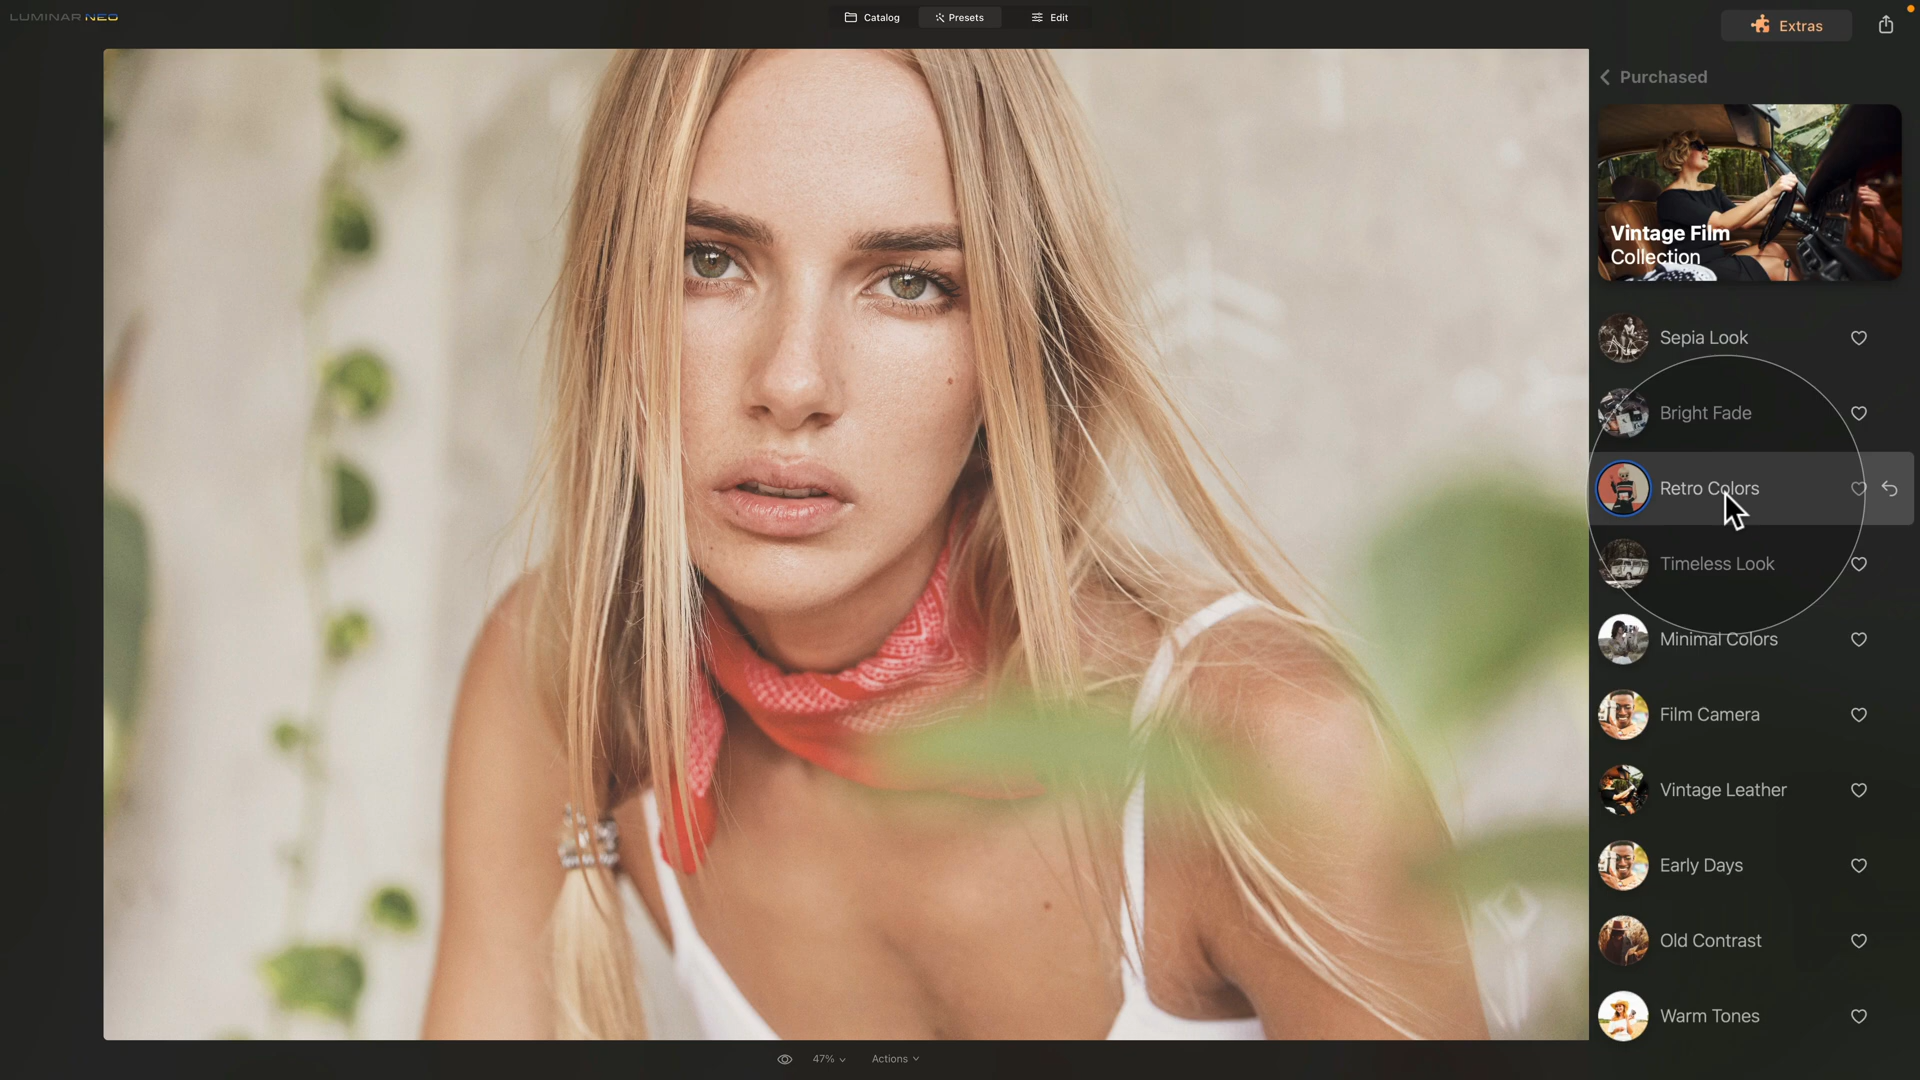 LUMINAR NEO
Catalog
Presets
Edit
Extras
Purchased
Vintage Film
Collection
Sepia Look
Bright Fade
Retro Colors
Timeless Look
Minimal Colors
Film Camera
Vintage Leather
Early Days
Old Contrast
Warm Tones
47%
Actions